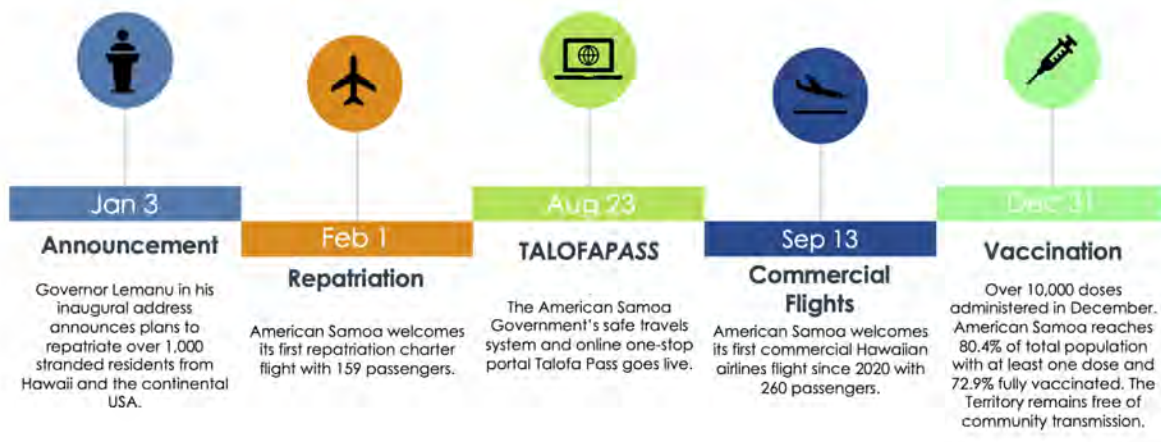 Jan 3
Announcement
Governor Lemanu in his
inaugural address
announces plans to
repatriate over 1,000
stranded residents from
Hawaii and the continental
USA.
Feb 1
Repatriation
American Samoa welcomes
its first repatriation charter
flight with 159 passengers.
Aug 23
TALOFAPASS
The American Samoa
Government's safe travels
system and online one-stop
portal Talofa Pass goes live.
Sep 13
Commercial
Flights
American Samoa welcomes
its first commercial Hawaiian
airlines flight since 2020 with
260 passengers.
Dec 31
Vaccination
Over 10,000 doses
administered in December.
American Samoa reaches
80.4% of total population
with at least one dose and
72.9% fully vaccinated. The
Territory remains free of
community transmission.